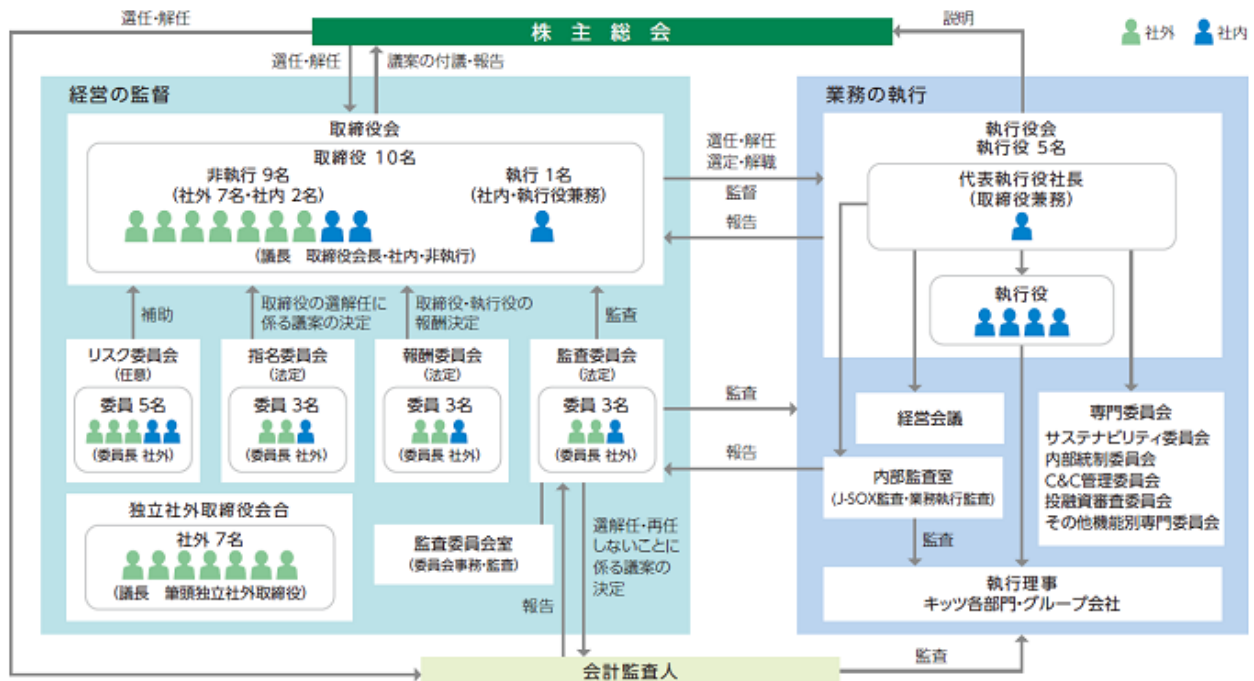 選任・解任
株主総会
説明
社外
社内
選任・解任
議案の付議・報告
経営の監督
取締役会
取締役 10名
非執行 9名
(社外 7名・社内 2名)
執行 1名
(社内・執行役兼務)
(議長 取締役会長・社内・非執行)
選任・解任
選定・解職
監督
報告
業務の執行
執行役会
執行役 5名
代表執行役社長
(取締役兼務)
執行役
補助
取締役の選解任に
係る議案の決定
取締役・執行役の
報酬決定
監査
リスク委員会
(任意)
委員 5名
(委員長 社外)
指名委員会
(法定)
委員 3名
(委員長 社外)
報酬委員会
(法定)
委員 3名
(委員長 社外)
監査委員会
(法定)
委員 3名
(委員長 社外)
監査
報告
経営会議
専門委員会
サステナビリティ委員会
内部統制委員会
C&C管理委員会
投融資審査委員会
その他機能別専門委員会
内部監査室
(J-SOX監査・業務執行監査)
監査
独立社外取締役会合
社外 7名
(議長 筆頭独立社外取締役)
監査委員会室
(委員会事務・監査)
選解任・再任
しないことに
係る議案の
決定
報告
執行理事
キッツ各部門・グループ会社
会計監査人
監査